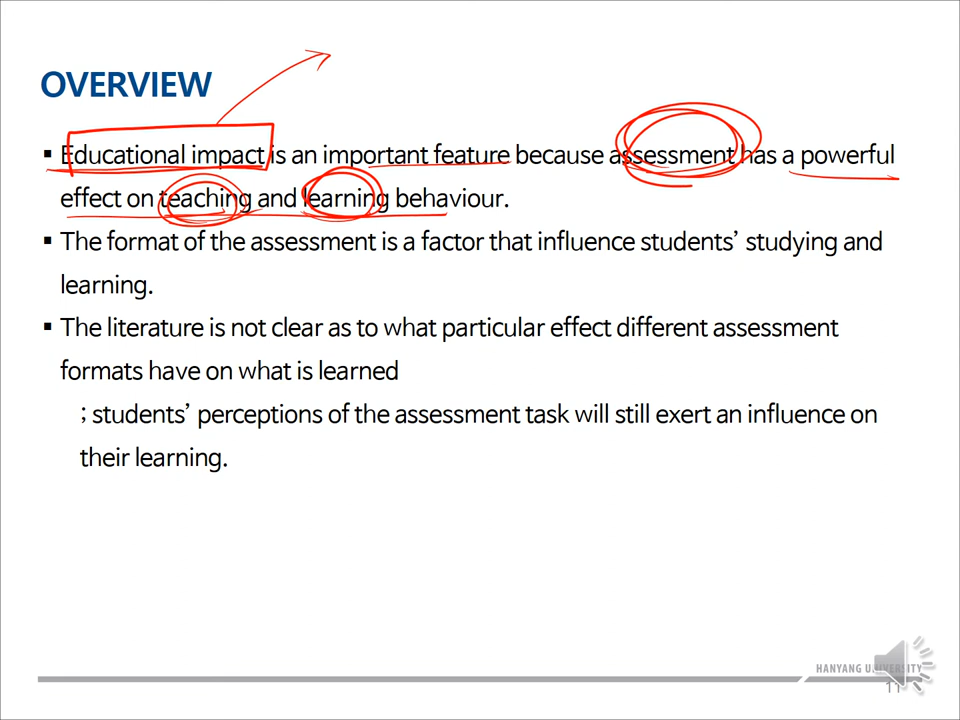 OVERVIEW
▪ Educational impact is an important feature because assessment has a powerful
effect on teaching and learning behaviour.
▪ The format of the assessment is a factor that influence students’ studying and
learning.
▪ The literature is not clear as to what particular effect different assessment
formats have on what is learned
; students’ perceptions of the assessment task will still exert an influence on
their learning.
HANYANG UNIVERSITY
11